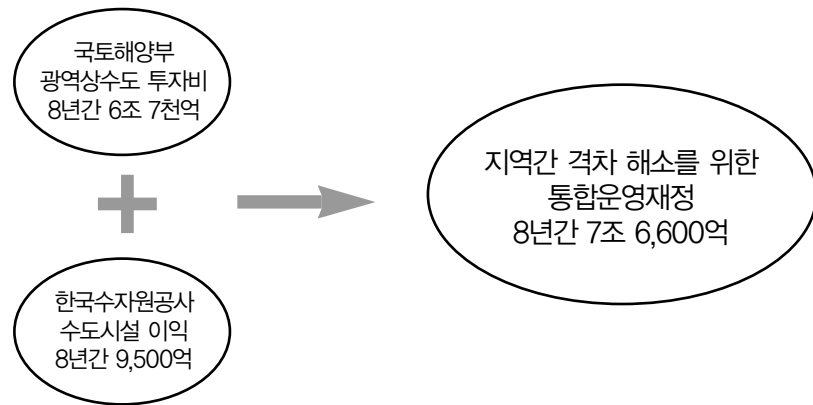 국토해양부
광역상수도 투자비
8년간 6조 7천억
한국수자원공사
수도시설 이익
8년간 9,500억
지역간 격차 해소를 위한
통합운영재정
8년간 7조 6,600억